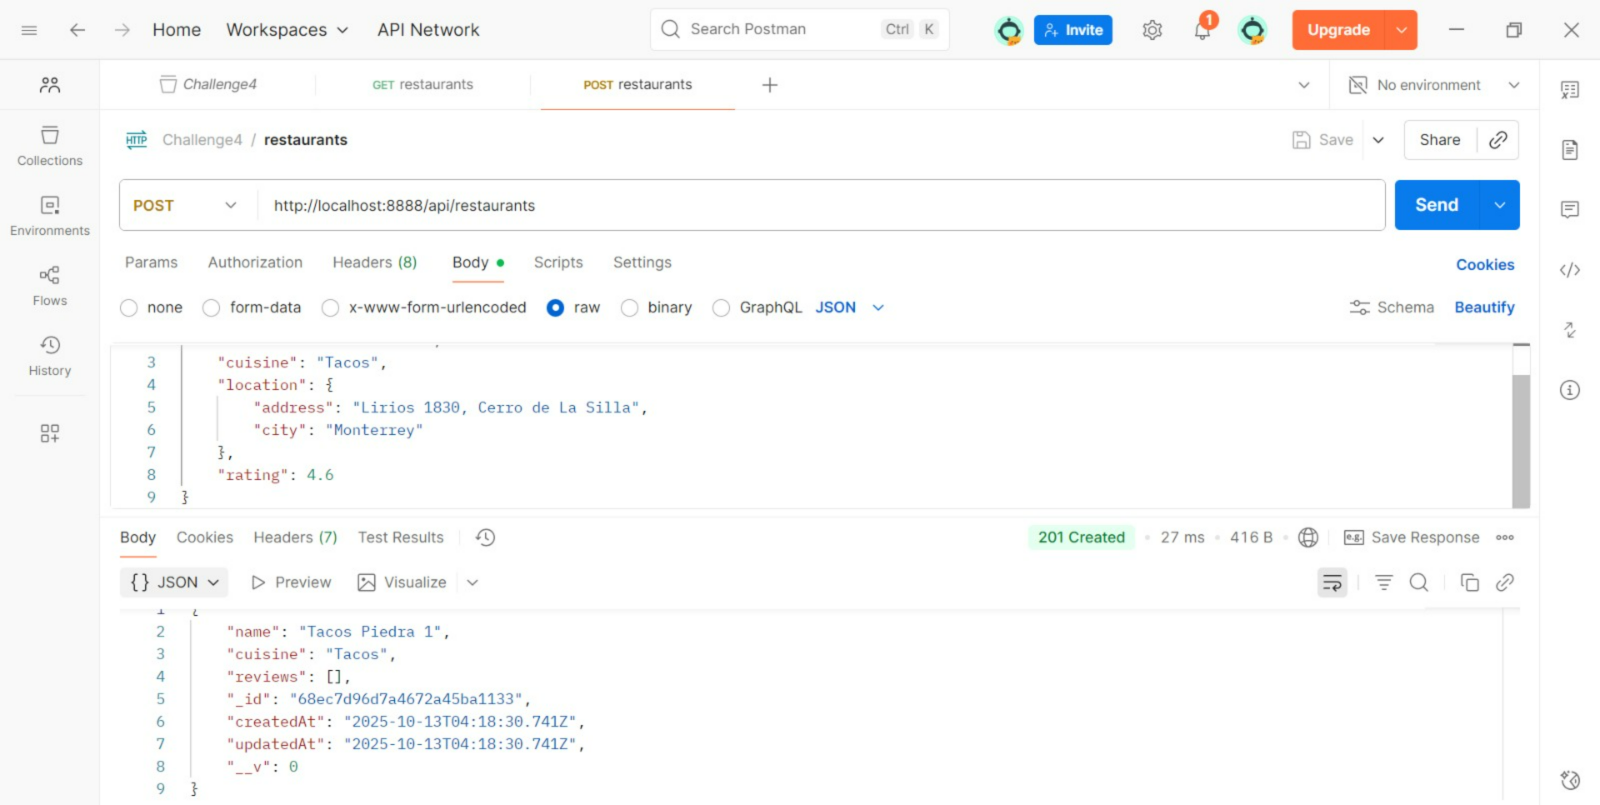 Home Workspaces API Network Search Postman Ctrl K Invite 1 Upgrade
Challenge4 GET restaurants POST restaurants No environment
HTTP Challenge4 / restaurants Save Share
Collections
Environments
Flows
History
POST http://localhost:8888/api/restaurants Send
Params Authorization Headers (8) Body Scripts Settings Cookies
none form-data x-www-form-urlencoded raw binary GraphQL JSON Schema Beautify
3 "cuisine": "Tacos",
4 "location": {
5 "address": "Lirios 1830, Cerro de La Silla",
6 "city": "Monterrey"
7 },
8 "rating": 4.6
9 }
Body Cookies Headers (7) Test Results 201 Created • 27 ms • 416 B • e.g. Save Response
{} JSON Preview Visualize
1 {
2 "name": "Tacos Piedra 1",
3 "cuisine": "Tacos",
4 "reviews": [],
5 "_id": "68ec7d96d7a4672a45ba1133",
6 "createdAt": "2025-10-13T04:18:30.741Z",
7 "updatedAt": "2025-10-13T04:18:30.741Z",
8 "__v": 0
9 }